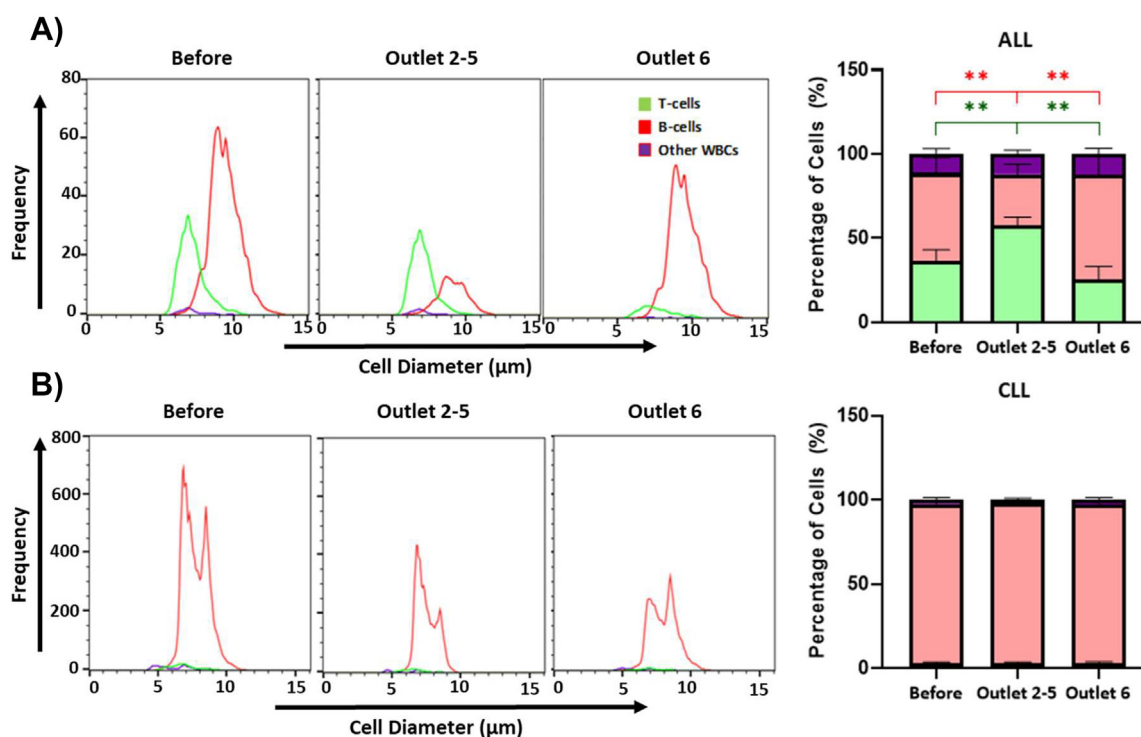 A)
Before
Outlet 2-5
Outlet 6
ALL
80
60
40
20
0
Frequency
T-cells
B-cells
Other WBCs
0 5 10 15
0 5 10 15
0 5 10 15
Cell Diameter (µm)
150
100
50
0
Percentage of Cells (%)
** **
** **
Before Outlet 2-5 Outlet 6
B)
Before
Outlet 2-5
Outlet 6
CLL
800
600
400
200
0
Frequency
0 5 10 15
0 5 10 15
0 5 10 15
Cell Diameter (µm)
150
100
50
0
Percentage of Cells (%)
Before Outlet 2-5 Outlet 6